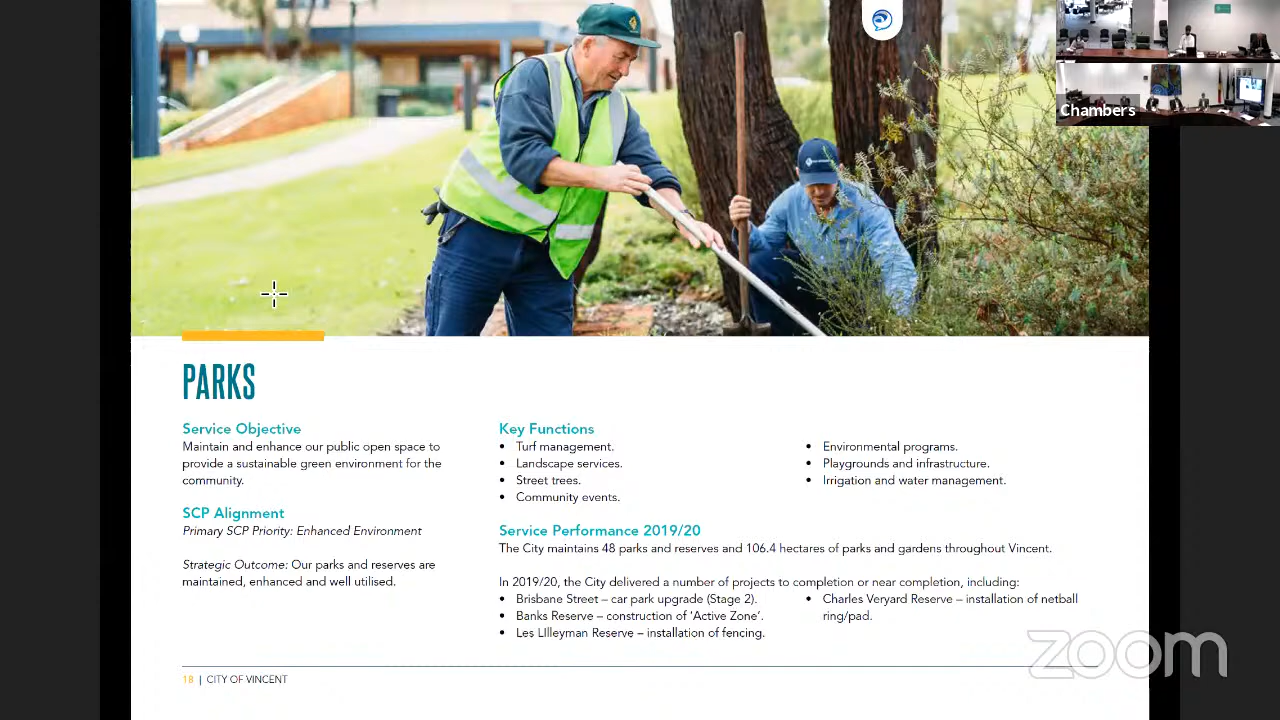 Chambers
PARKS
Service Objective
Maintain and enhance our public open space to
provide a sustainable green environment for the
community.
SCP Alignment
Primary SCP Priority: Enhanced Environment
Strategic Outcome: Our parks and reserves are
maintained, enhanced and well utilised.
Key Functions
• Turf management.
• Landscape services.
• Street trees.
• Community events.
• Environmental programs.
• Playgrounds and infrastructure.
• Irrigation and water management.
Service Performance 2019/20
The City maintains 48 parks and reserves and 106.4 hectares of parks and gardens throughout Vincent.
In 2019/20, the City delivered a number of projects to completion or near completion, including:
• Brisbane Street – car park upgrade (Stage 2).
• Banks Reserve – construction of ‘Active Zone’.
• Les LIlleyman Reserve – installation of fencing.
• Charles Veryard Reserve – installation of netball
ring/pad.
zoom
18 | CITY OF VINCENT